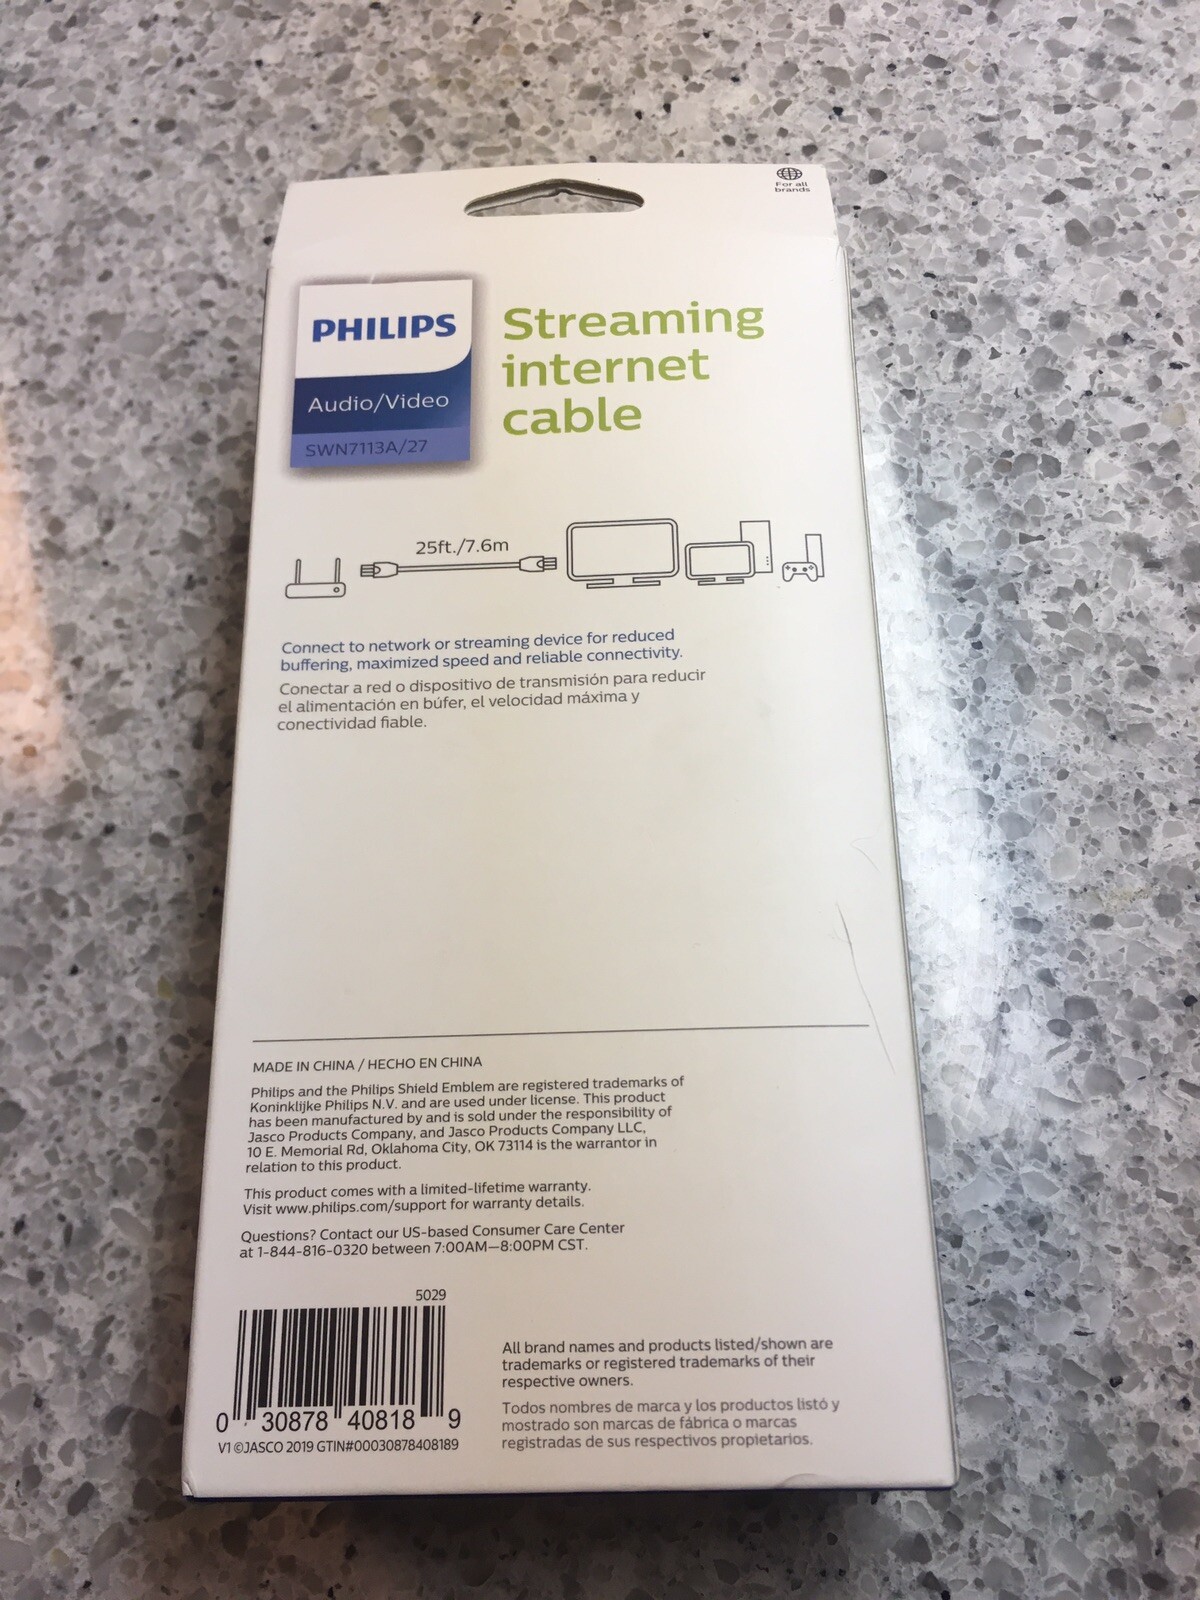 For all
brands
PHILIPS
Audio/Video
SWN7113A/27
Streaming
internet
cable
25ft./7.6m
Connect to network or streaming device for reduced
buffering, maximized speed and reliable connectivity.
Conectar a red o dispositivo de transmisión para reducir
el alimentación en búfer, el velocidad máxima y
conectividad fiable.
MADE IN CHINA / HECHO EN CHINA
Philips and the Philips Shield Emblem are registered trademarks of
Koninklijke Philips N.V. and are used under license. This product
has been manufactured by and is sold under the responsibility of
Jasco Products Company, and Jasco Products Company LLC,
10 E. Memorial Rd, Oklahoma City, OK 73114 is the warrantor in
relation to this product.
This product comes with a limited-lifetime warranty.
Visit www.philips.com/support for warranty details.
Questions? Contact our US-based Consumer Care Center
at 1-844-816-0320 between 7:00AM—8:00PM CST.
5029
0 30878 40818 9
V1 ©JASCO 2019 GTIN#00030878408189
All brand names and products listed/shown are
trademarks or registered trademarks of their
respective owners.
Todos nombres de marca y los productos listó y
mostrado son marcas de fábrica o marcas
registradas de sus respectivos propietarios.